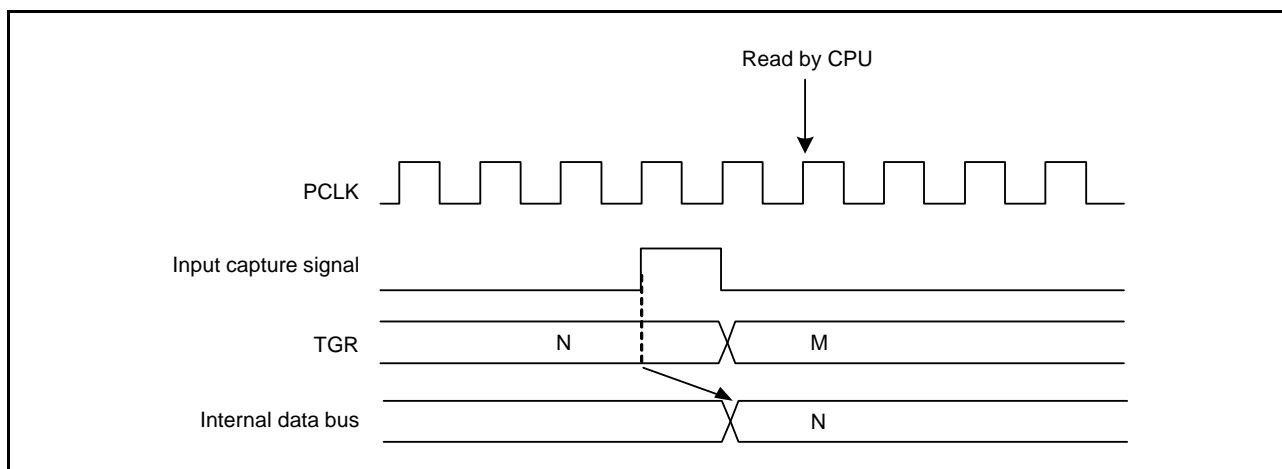 Read by CPU
PCLK
Input capture signal
TGR
N
M
Internal data bus
N